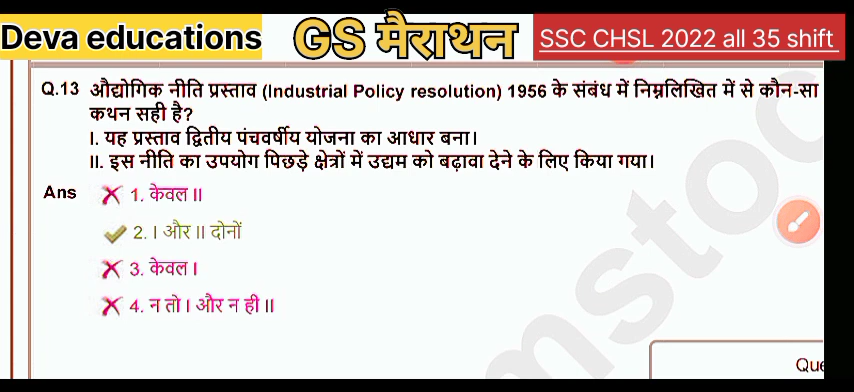 Deva educations GS मैराथन SSC CHSL 2022 all 35 shift
Q.13 औद्योगिक नीति प्रस्ताव (Industrial Policy resolution) 1956 के संबंध में निम्नलिखित में से कौन-सा
कथन सही है?
I. यह प्रस्ताव द्वितीय पंचवर्षीय योजना का आधार बना।
II. इस नीति का उपयोग पिछड़े क्षेत्रों में उद्यम को बढ़ावा देने के लिए किया गया।
Ans 1. केवल II
2. I और II दोनों
3. केवल I
4. न तो I और न ही II
mstoc
Que